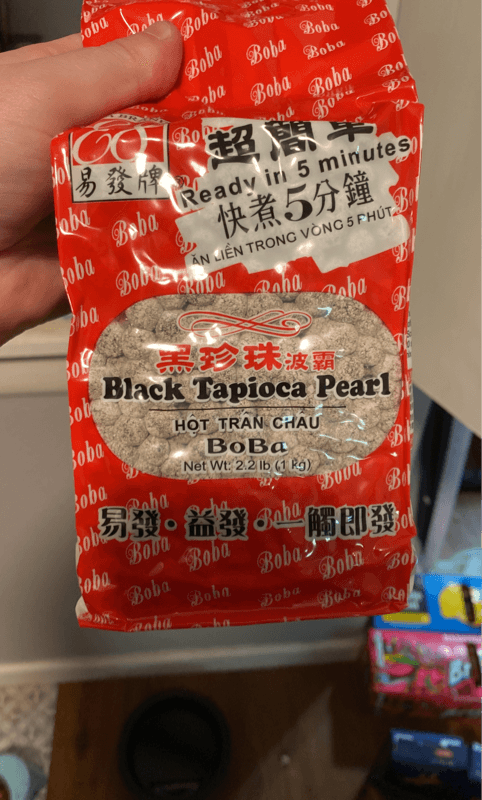 易發牌
超簡單
Ready in 5 minutes
快煮5分鐘
ĂN LIỀN TRONG VÒNG 5 PHÚT
黑珍珠波霸
Black Tapioca Pearl
HỘT TRÂN CHÂU
BoBa
Net Wt: 2.2 lb (1 kg)
易發・益發・一觸即發
Boba